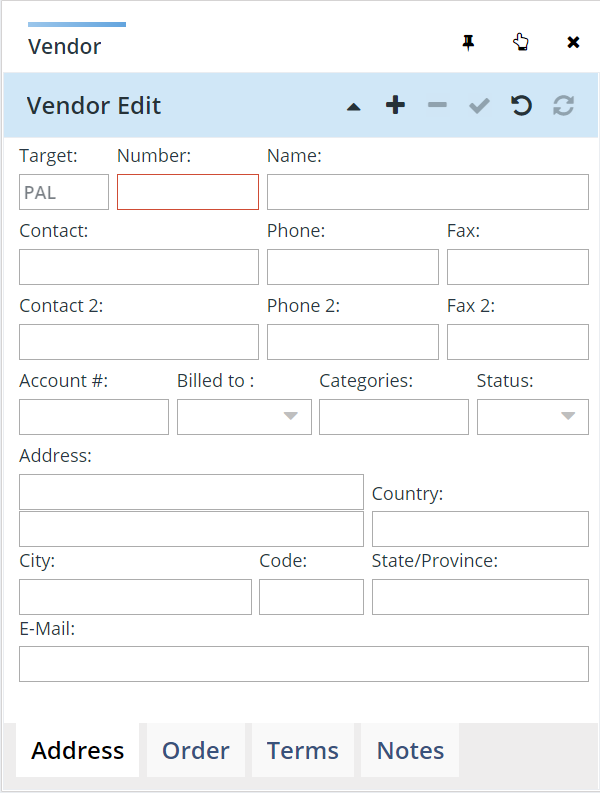 Vendor
Vendor Edit
Target: Number: Name:
PAL
Contact: Phone: Fax:
Contact 2: Phone 2: Fax 2:
Account #: Billed to : Categories: Status:
Address:
Country:
City: Code: State/Province:
E-Mail:
Address Order Terms Notes